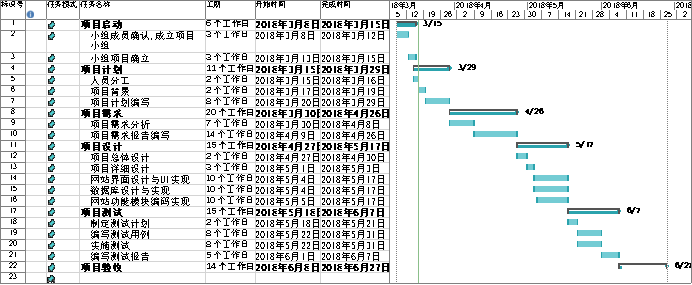 标识号 任务模式 任务名称 工期 开始时间 完成时间 2018年4月 2018年5月 2018年6月 2018年
5 12 19 26 2 9 16 23 30 7 14 21 28 4 11 18 25 2
1 项目启动 6个工作日 2018年3月8日 2018年3月15日 3/15
2 小组成员确认,成立项目 3个工作日 2018年3月8日 2018年3月12日
小组
3 小组项目确立 3个工作日 2018年3月13日 2018年3月15日
4 项目计划 11个工作日 2018年3月15日 2018年3月29日 3/29
5 人员分工 2个工作日 2018年3月15日 2018年3月16日
6 项目背景 2个工作日 2018年3月17日 2018年3月19日
7 项目计划编写 8个工作日 2018年3月20日 2018年3月29日
8 项目需求 20个工作日 2018年3月30日 2018年4月26日 4/26
9 项目需求分析 7个工作日 2018年3月30日 2018年4月8日
10 项目需求报告编写 14个工作日 2018年4月9日 2018年4月26日
11 项目设计 15个工作日 2018年4月27日 2018年5月17日 5/17
12 项目总体设计 2个工作日 2018年4月27日 2018年4月30日
13 项目详细设计 3个工作日 2018年5月1日 2018年5月3日
14 网站界面设计与UI实现 10个工作日 2018年5月4日 2018年5月17日
15 数据库设计与实现 10个工作日 2018年5月4日 2018年5月17日
16 网站功能模块编码实现 10个工作日 2018年5月5日 2018年5月17日
17 项目测试 15个工作日 2018年5月18日 2018年6月7日 6/7
18 制定测试计划 2个工作日 2018年5月18日 2018年5月21日
19 编写测试用例 8个工作日 2018年5月22日 2018年5月31日
20 实施测试 8个工作日 2018年5月22日 2018年5月31日
21 编写测试报告 5个工作日 2018年6月1日 2018年6月7日
22 项目验收 14个工作日 2018年6月8日 2018年6月27日
23